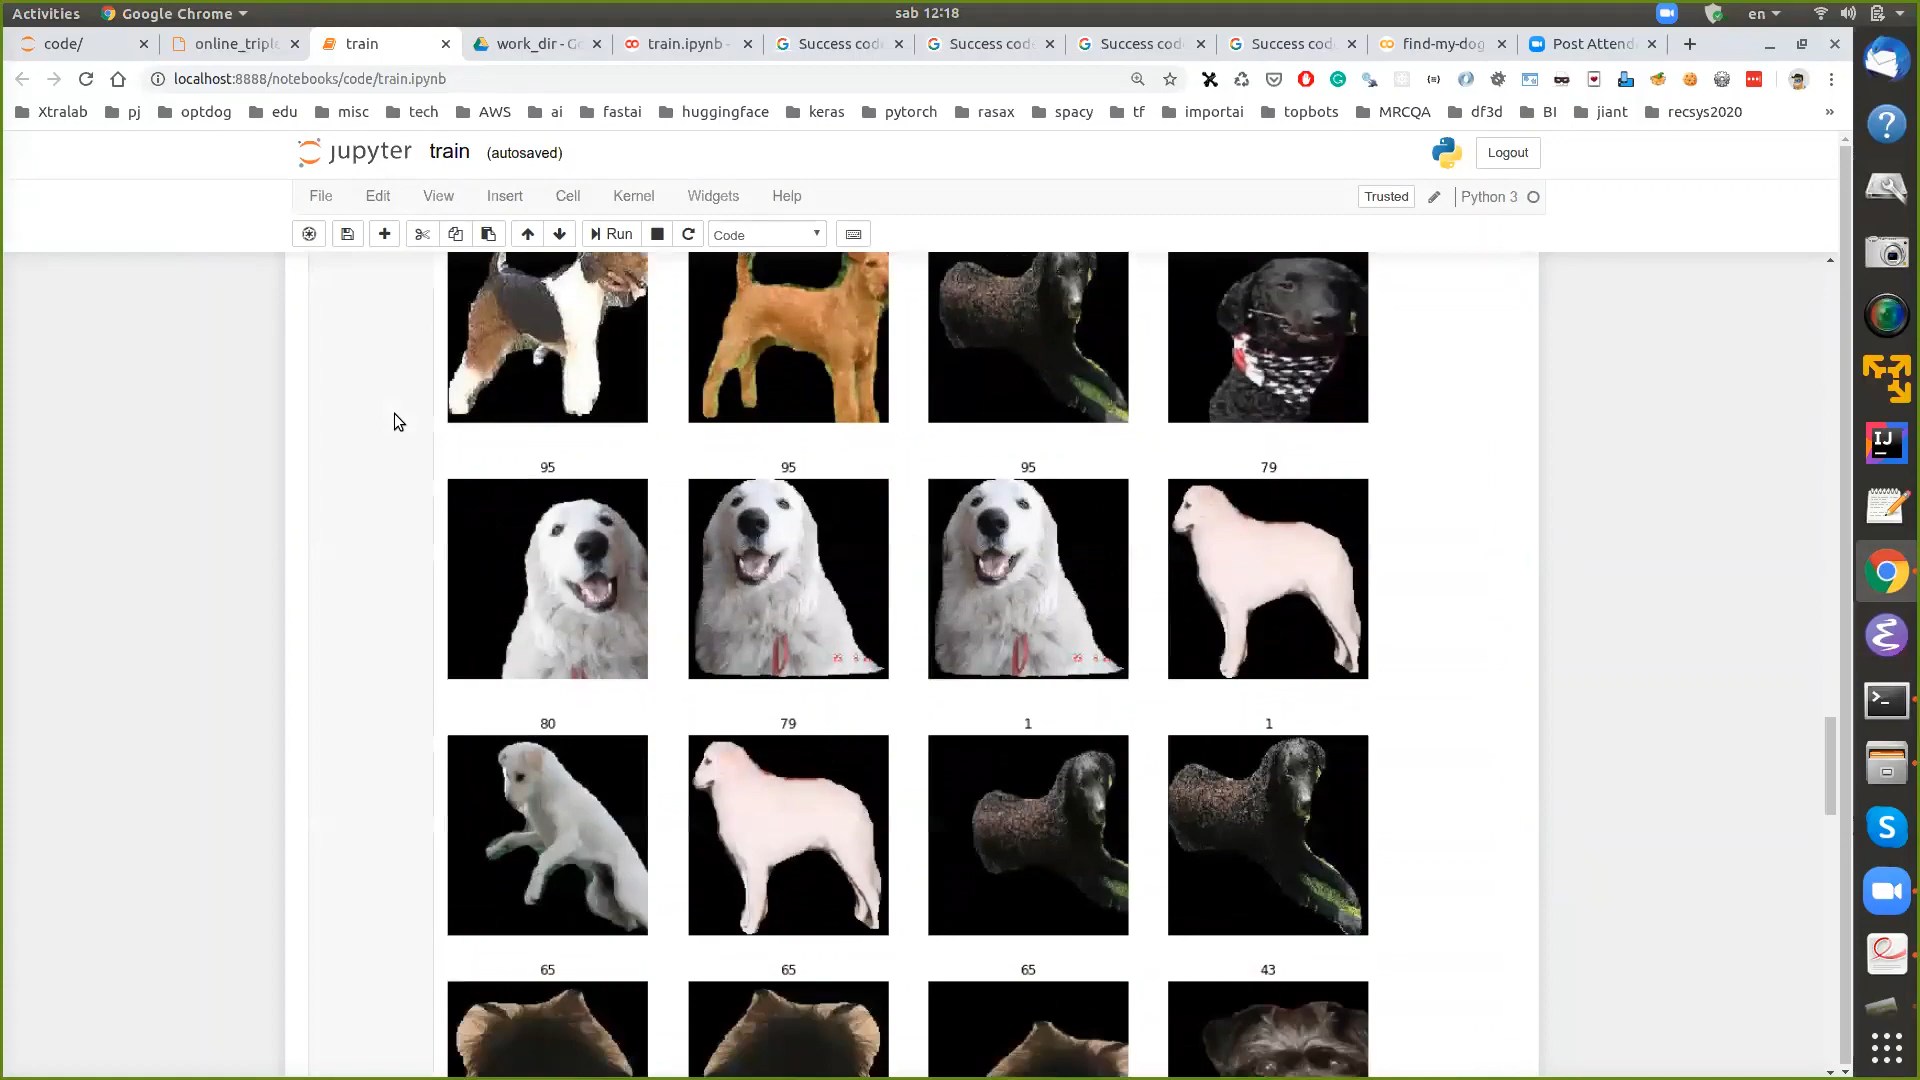 Activities Google Chrome sab 12:18 en
code/ online_triple train work_dir - Go train.ipynb - Success cod Success cod Success cod Success cod find-my-dog Post Attend
localhost:8888/notebooks/code/train.ipynb
Xtralab pj optdog edu misc tech AWS ai fastai huggingface keras pytorch rasax spacy tf importai topbots MRCQA df3d BI jiant recsys2020 »
jupyter train (autosaved) Logout
File Edit View Insert Cell Kernel Widgets Help Trusted Python 3
Run Code
95 95 95 79
80 79 1 1
65 65 65 43